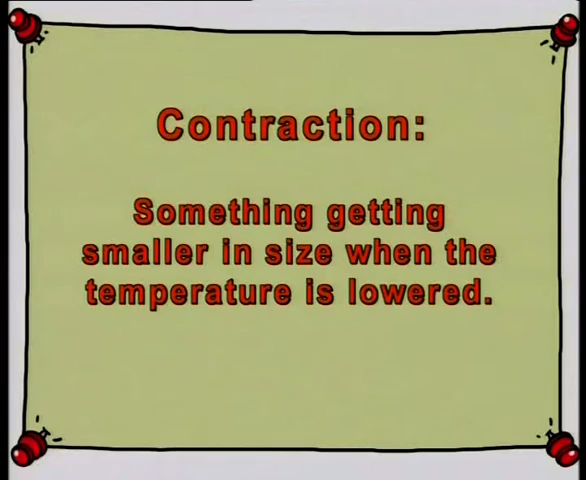 Contraction:
Something getting
smaller in size when the
temperature is lowered.